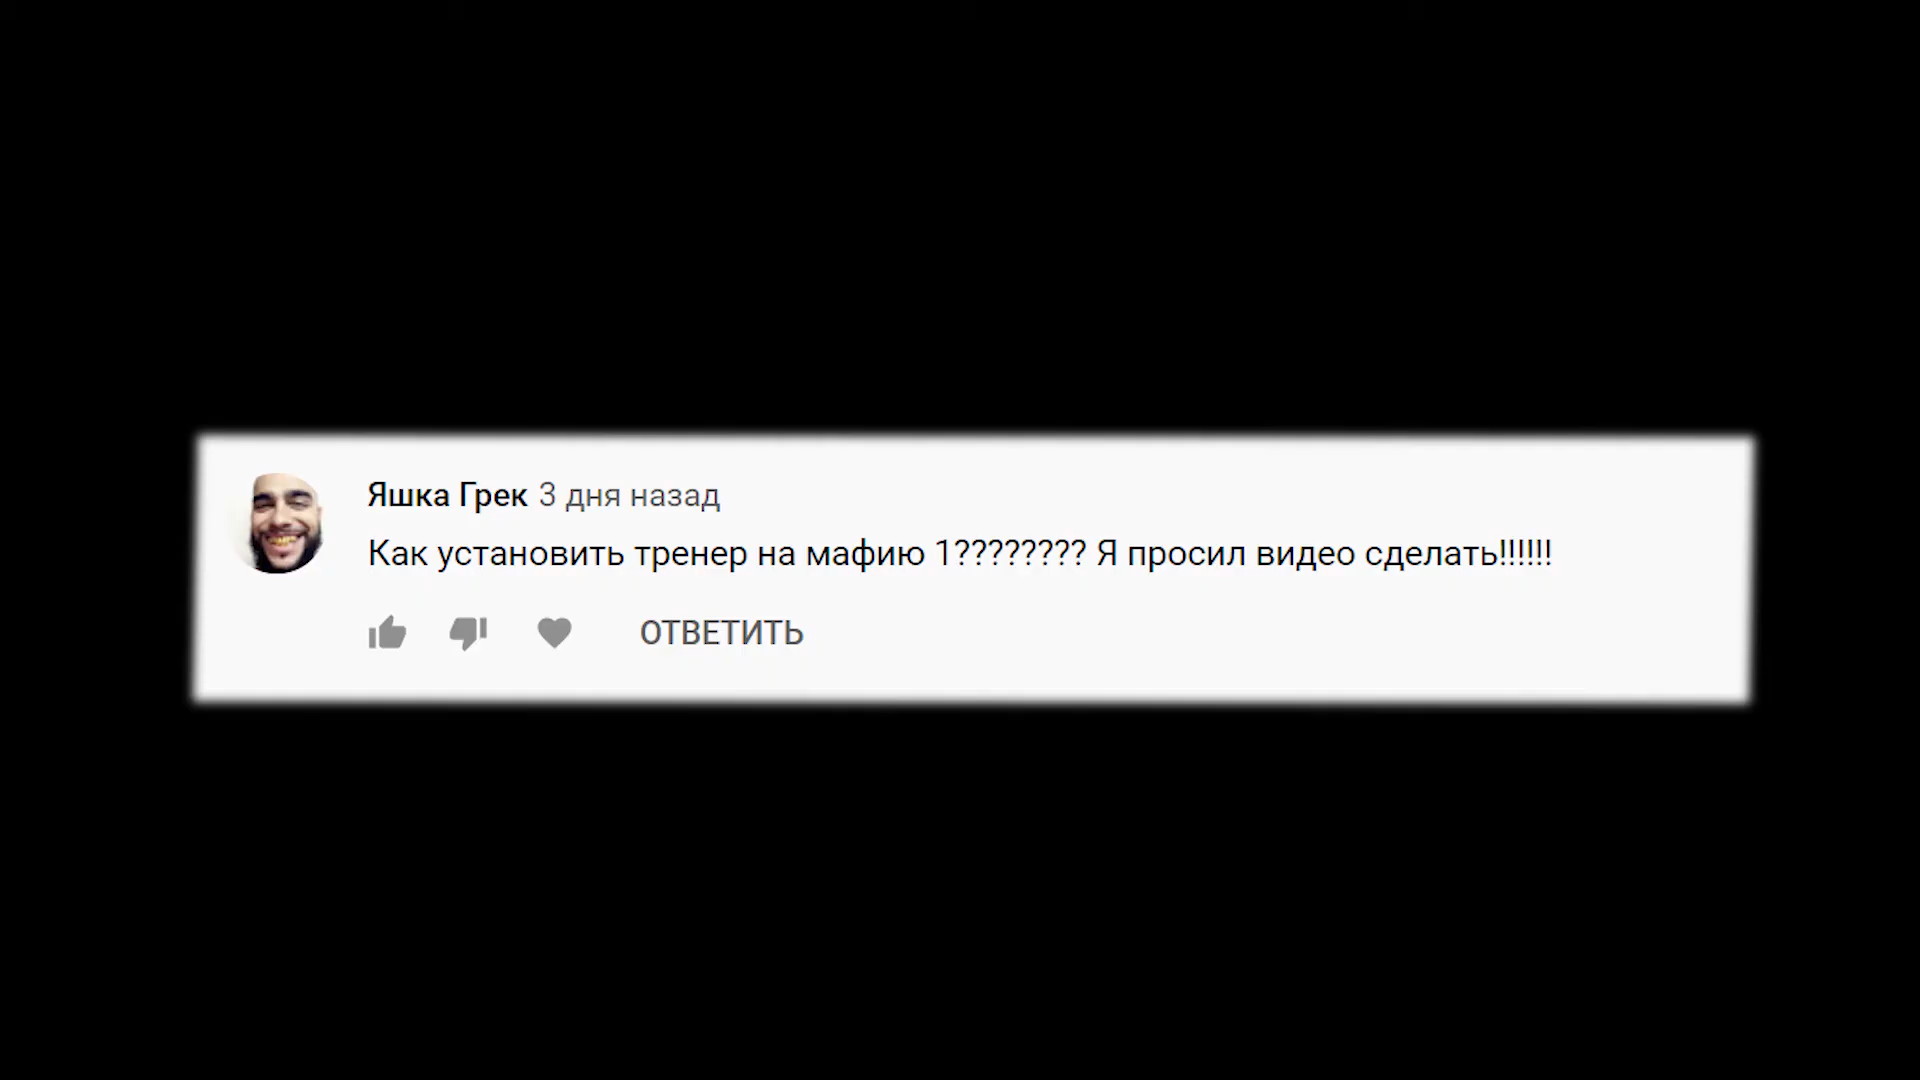 Яшка Грек 3 дня назад
Как установить тренер на мафию 1???????? Я просил видео сделать!!!!!!
ОТВЕТИТЬ